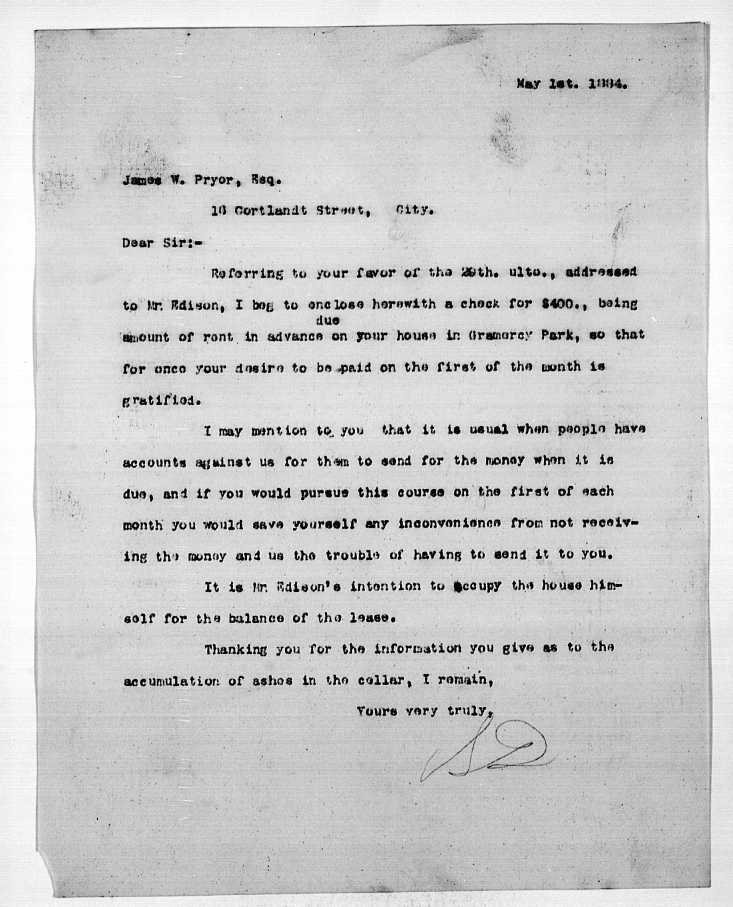 May 1st. 1884.
James W. Pryor, Esq.
16 Cortlandt Street, City.
Dear Sir:-
Referring to your favor of the 29th. ulto., addressed
to Mr. Edison, I beg to enclose herewith a check for $400., being
due
amount of rent in advance on your house in Gramercy Park, so that
for once your desire to be paid on the first of the month is
gratified.
I may mention to you that it is usual when people have
accounts against us for them to send for the money when it is
due, and if you would pursue this course on the first of each
month you would save yourself any inconvenience from not receiv-
ing the money and us the trouble of having to send it to you.
It is Mr. Edison's intention to occupy the house him-
self for the balance of the lease.
Thanking you for the information you give as to the
accumulation of ashes in the cellar, I remain,
Yours very truly,